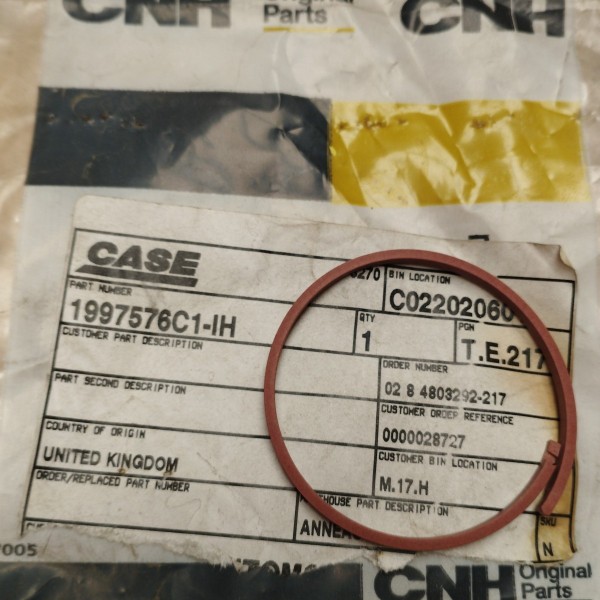 CNH Original Parts CNH
CASE
PART NUMBER
1997576C1-IH
BIN LOCATION
C02202060
CUSTOMER PART DESCRIPTION
QTY
1
PGN
T.E.217
ORDER NUMBER
02 8 4803292-217
PART SECOND DESCRIPTION
CUSTOMER ORDER REFERENCE
0000028727
COUNTRY OF ORIGIN
UNITED KINGDOM
CUSTOMER BIN LOCATION
M.17.H
ORDER/REPLACED PART NUMBER
PART DESCRIPTION
SKU
N
CNH Original Parts